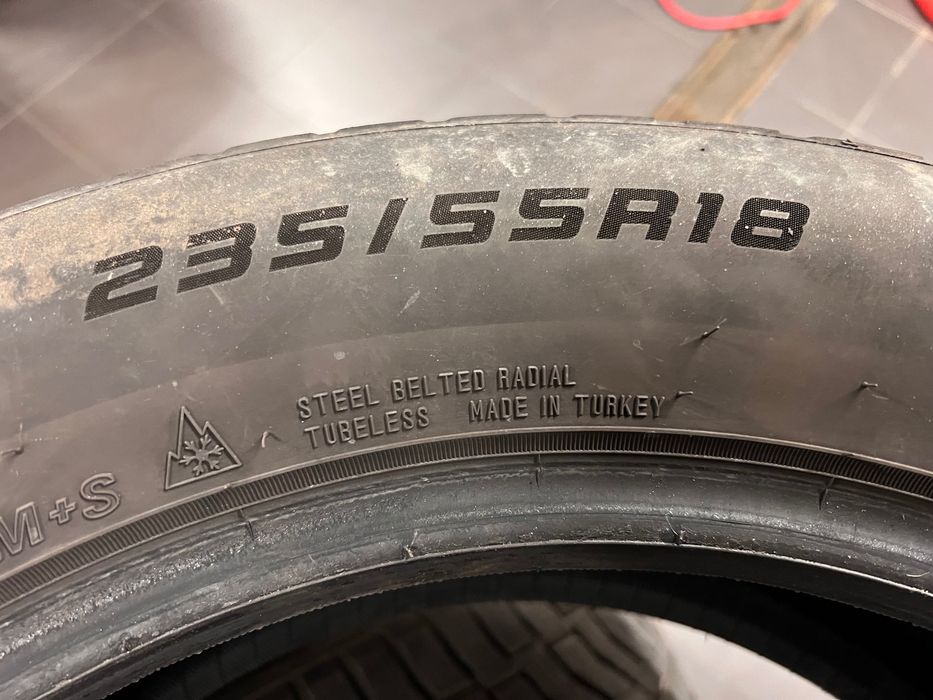 235/55R18
STEEL BELTED RADIAL
TUBELESS MADE IN TURKEY
M+S